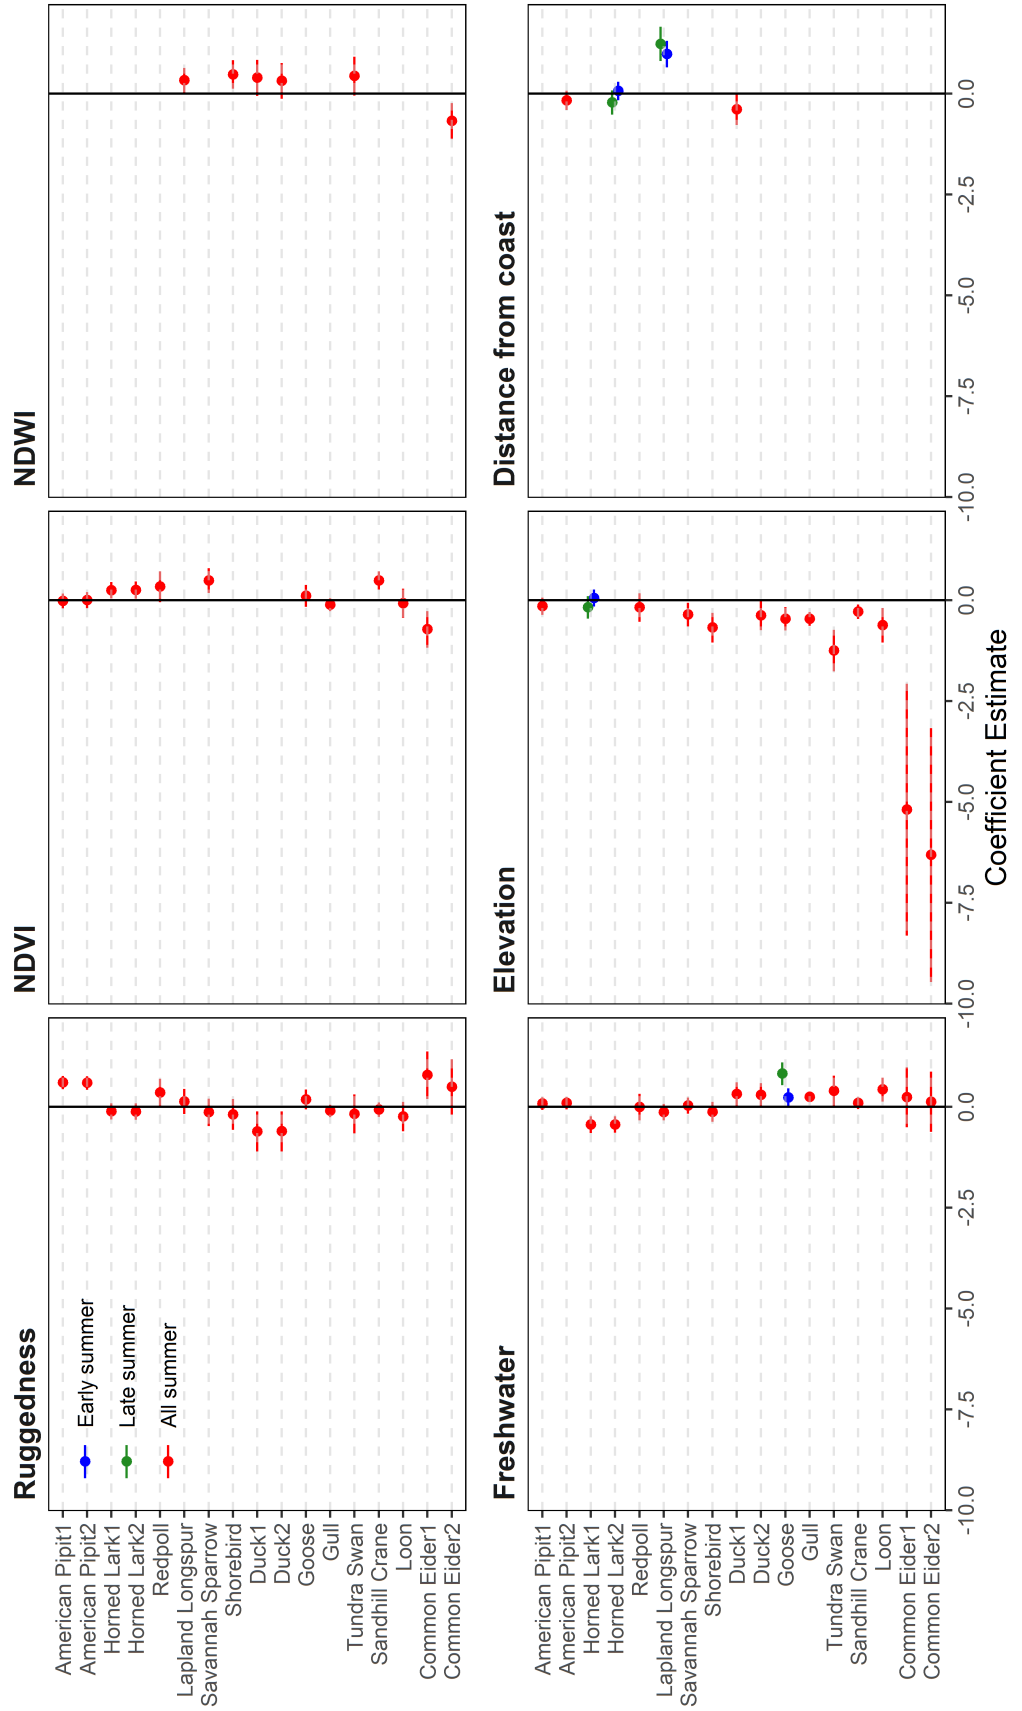 Ruggedness
NDVI
NDWI
American Pipit1
American Pipit2
Horned Lark1
Horned Lark2
Redpoll
Lapland Longspur
Savannah Sparrow
Shorebird
Duck1
Duck2
Goose
Gull
Tundra Swan
Sandhill Crane
Loon
Common Eider1
Common Eider2
Early summer
Late summer
All summer
Freshwater
Elevation
Distance from coast
American Pipit1
American Pipit2
Horned Lark1
Horned Lark2
Redpoll
Lapland Longspur
Savannah Sparrow
Shorebird
Duck1
Duck2
Goose
Gull
Tundra Swan
Sandhill Crane
Loon
Common Eider1
Common Eider2
-10.0 -7.5 -5.0 -2.5 0.0
-10.0 -7.5 -5.0 -2.5 0.0
-10.0 -7.5 -5.0 -2.5 0.0
Coefficient Estimate